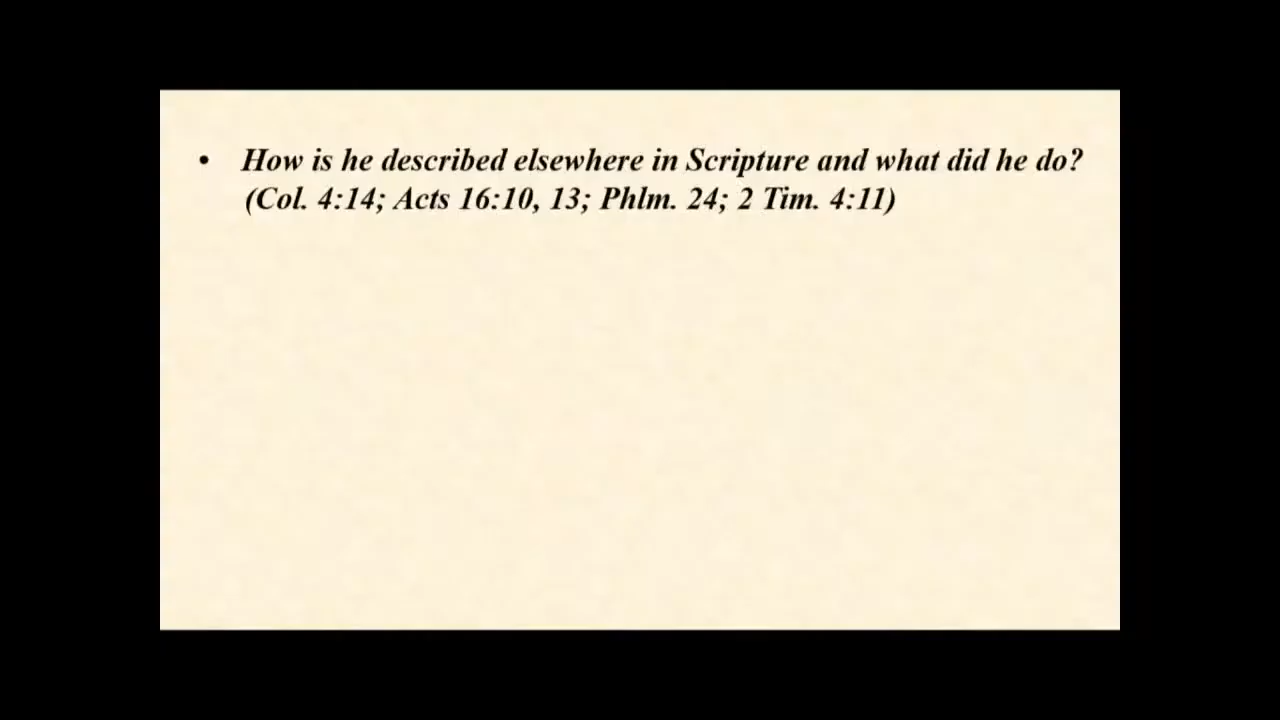 • How is he described elsewhere in Scripture and what did he do?
(Col. 4:14; Acts 16:10, 13; Phlm. 24; 2 Tim. 4:11)